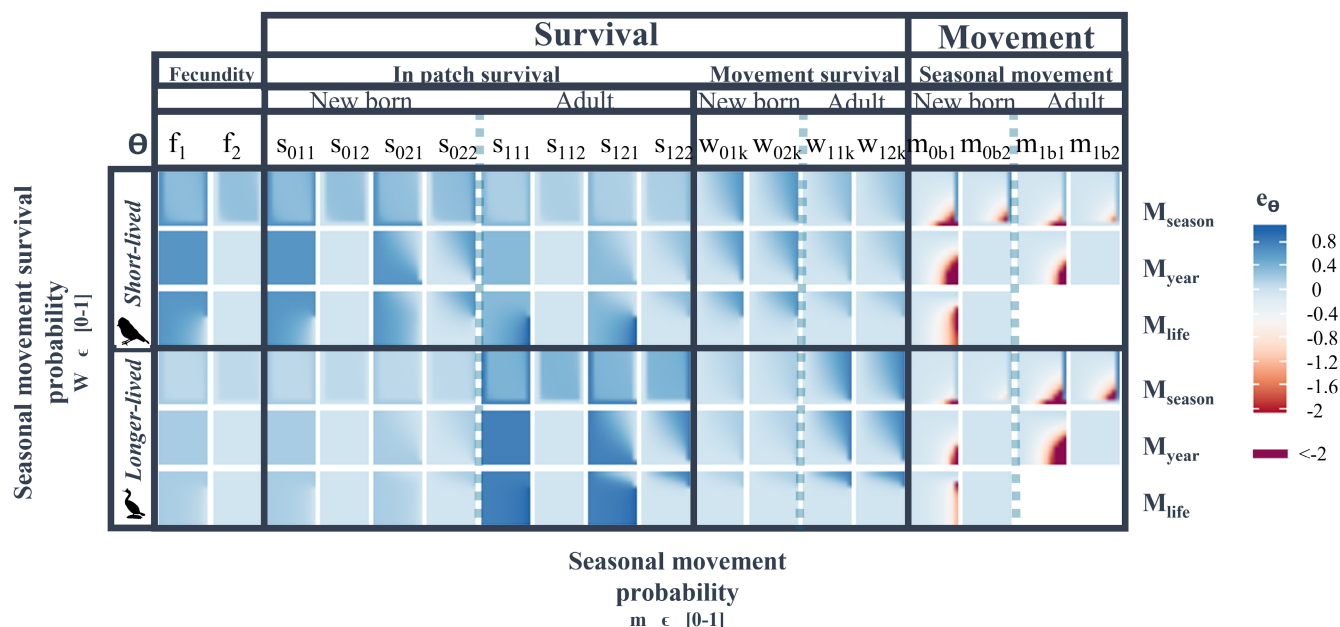 Survival Movement
Fecundity In patch survival Movement survival Seasonal movement
New born Adult New born Adult New born Adult
ϴ f1 f2 s011 s012 s021 s022 s111 s112 s121 s122 w01k w02k w11k w12k m0b1 m0b2 m1b1 m1b2
Seasonal movement survival
probability
W ϵ [0-1]
Short-lived
Longer-lived
Mseason
Myear
Mlife
Mseason
Myear
Mlife
eϴ
0.8
0.4
0
-0.4
-0.8
-1.2
-1.6
-2
<-2
Seasonal movement
probability
m ϵ [0-1]